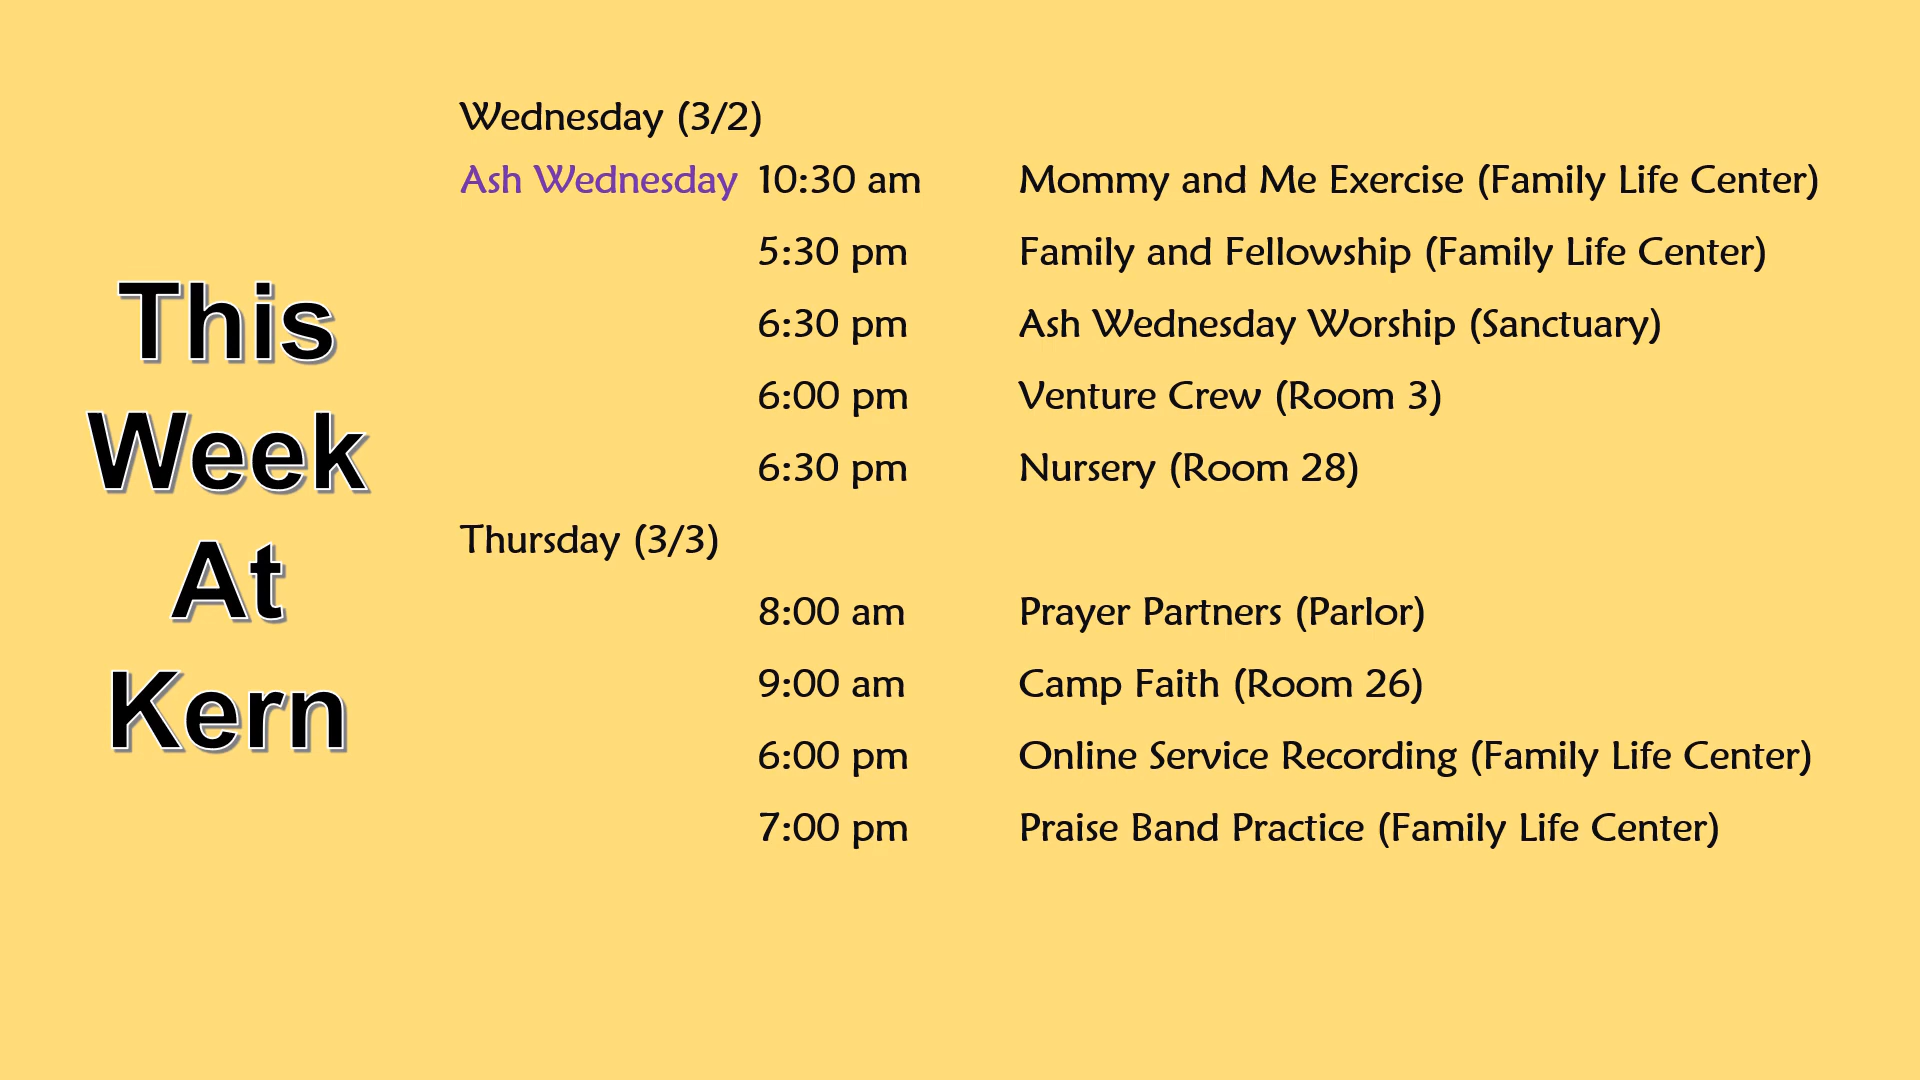 This
Week
At
Kern
Wednesday (3/2)
Ash Wednesday 10:30 am Mommy and Me Exercise (Family Life Center)
5:30 pm Family and Fellowship (Family Life Center)
6:30 pm Ash Wednesday Worship (Sanctuary)
6:00 pm Venture Crew (Room 3)
6:30 pm Nursery (Room 28)
Thursday (3/3)
8:00 am Prayer Partners (Parlor)
9:00 am Camp Faith (Room 26)
6:00 pm Online Service Recording (Family Life Center)
7:00 pm Praise Band Practice (Family Life Center)